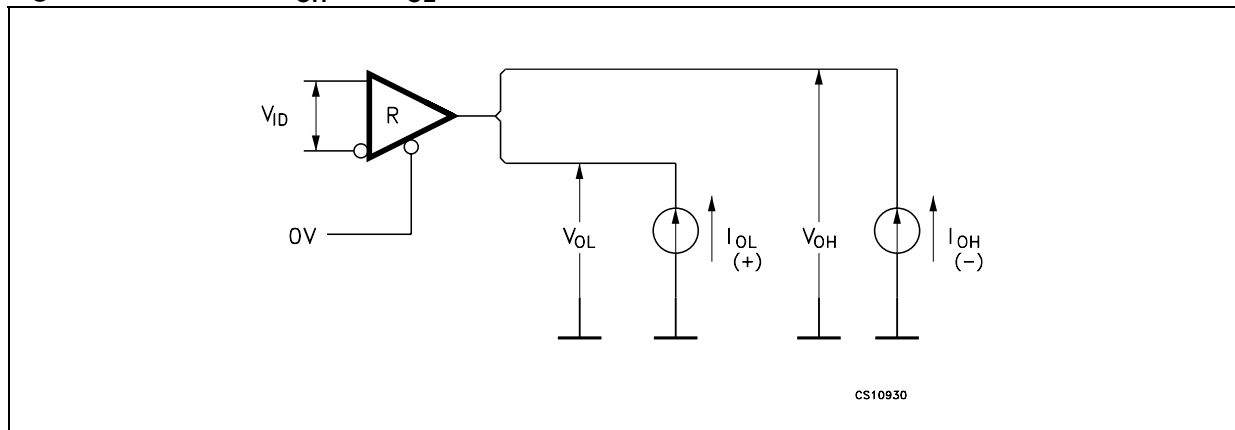 V_ID
R
0V
V_OL
I_OL
(+)
V_OH
I_OH
(-)
CS10930